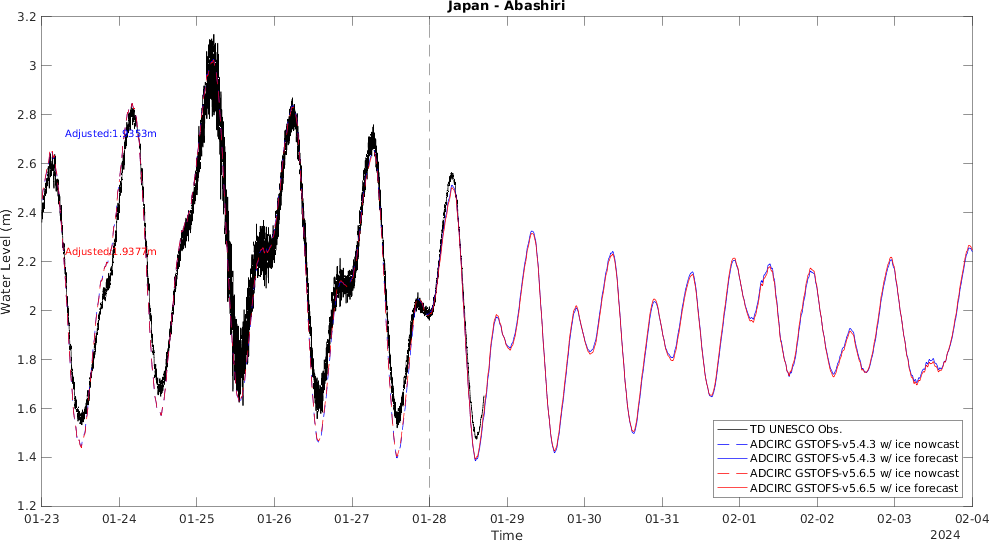 Japan - Abashiri
3.2
3
2.8
2.6
2.4
2.2
2
1.8
1.6
1.4
1.2
Water Level (m)
Adjusted:1.9353m
Adjusted:1.9377m
TD UNESCO Obs.
ADCIRC GSTOFS-v5.4.3 w/ ice nowcast
ADCIRC GSTOFS-v5.4.3 w/ ice forecast
ADCIRC GSTOFS-v5.6.5 w/ ice nowcast
ADCIRC GSTOFS-v5.6.5 w/ ice forecast
01-23 01-24 01-25 01-26 01-27 01-28 01-29 01-30 01-31 02-01 02-02 02-03 02-04
Time
2024